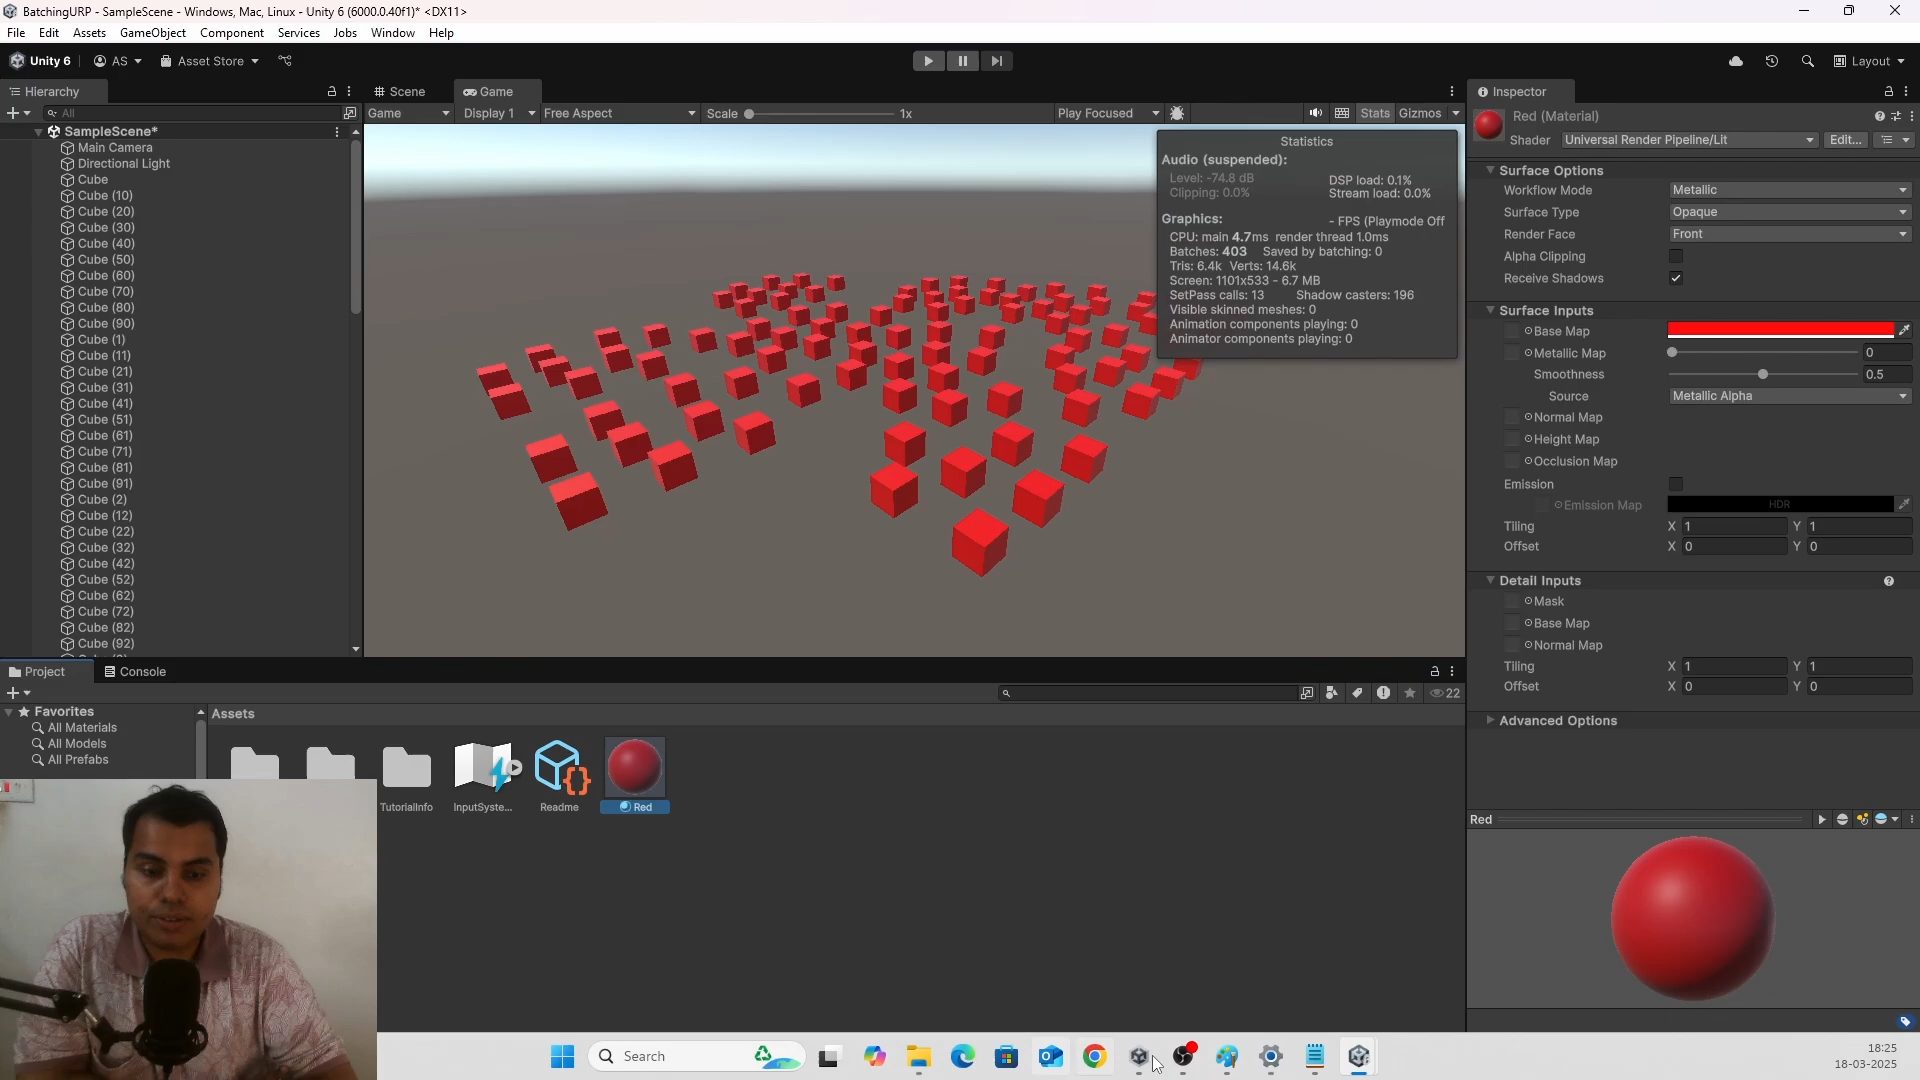 BatchingURP - SampleScene - Windows, Mac, Linux - Unity 6 (6000.0.40f1)* <DX11>
File Edit Assets GameObject Component Services Jobs Window Help
Unity 6 AS Asset Store Layout
Hierarchy
All
SampleScene*
Main Camera
Directional Light
Cube
Cube (10)
Cube (20)
Cube (30)
Cube (40)
Cube (50)
Cube (60)
Cube (70)
Cube (80)
Cube (90)
Cube (1)
Cube (11)
Cube (21)
Cube (31)
Cube (41)
Cube (51)
Cube (61)
Cube (71)
Cube (81)
Cube (91)
Cube (2)
Cube (12)
Cube (22)
Cube (32)
Cube (42)
Cube (52)
Cube (62)
Cube (72)
Cube (82)
Cube (92)
Scene Game
Game Display 1 Free Aspect Scale 1x Play Focused Stats Gizmos
Statistics
Audio (suspended):
Level: -74.8 dB DSP load: 0.1%
Clipping: 0.0% Stream load: 0.0%
Graphics: - FPS (Playmode Off
CPU: main 4.7ms render thread 1.0ms
Batches: 403 Saved by batching: 0
Tris: 6.4k Verts: 14.6k
Screen: 1101x533 - 6.7 MB
SetPass calls: 13 Shadow casters: 196
Visible skinned meshes: 0
Animation components playing: 0
Animator components playing: 0
Inspector
Red (Material)
Shader Universal Render Pipeline/Lit Edit...
Surface Options
Workflow Mode Metallic
Surface Type Opaque
Render Face Front
Alpha Clipping
Receive Shadows
Surface Inputs
Base Map
Metallic Map 0
Smoothness 0.5
Source Metallic Alpha
Normal Map
Height Map
Occlusion Map
Emission
Emission Map HDR
Tiling X 1 Y 1
Offset X 0 Y 0
Detail Inputs
Mask
Base Map
Normal Map
Tiling X 1 Y 1
Offset X 0 Y 0
Advanced Options
Red
Project Console
22
Favorites
All Materials
All Models
All Prefabs
Assets
TutorialInfo InputSyste... Readme Red
Search
18:25
18-03-2025